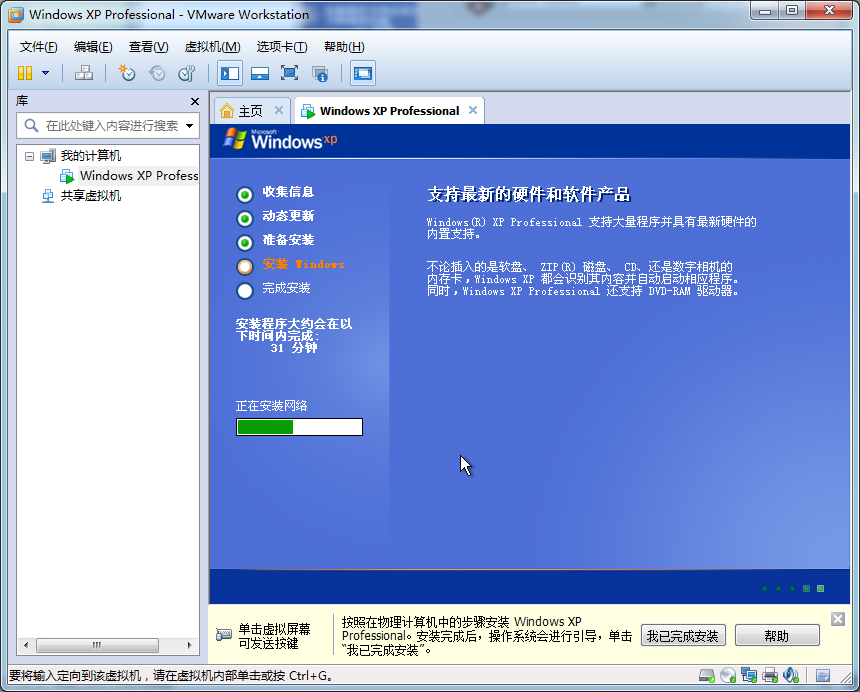 Windows XP Professional - VMware Workstation
文件(F) 编辑(E) 查看(V) 虚拟机(M) 选项卡(T) 帮助(H)
库
在此处键入内容进行搜索
我的计算机
Windows XP Profess
共享虚拟机
主页
Windows XP Professional
Microsoft
Windows xp
收集信息
动态更新
准备安装
安装 Windows
完成安装
安装程序大约会在以
下时间内完成:
31 分钟
正在安装网络
支持最新的硬件和软件产品
Windows(R) XP Professional 支持大量程序并具有最新硬件的
内置支持。
不论插入的是软盘、 ZIP(R) 磁盘、 CD、还是数字相机的
内存卡，Windows XP 都会识别其内容并自动启动相应程序。
同时，Windows XP Professional 还支持 DVD-RAM 驱动器。
单击虚拟屏幕
可发送按键
按照在物理计算机中的步骤安装 Windows XP
Professional。安装完成后，操作系统会进行引导，单击
“我已完成安装”。
我已完成安装
帮助
要将输入定向到该虚拟机，请在虚拟机内部单击或按 Ctrl+G。